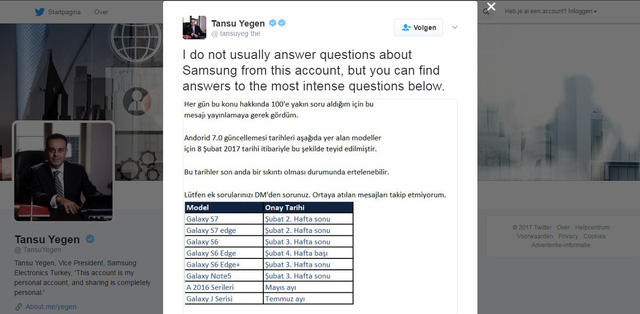 Startpagina
Over
Heb je al een account? Inloggen
Tansu Yegen
@ tansuyeg the
Volgen
I do not usually answer questions about
Samsung from this account, but you can find
answers to the most intense questions below.
Her gün bu konu hakkında 100'e yakın soru aldığım için bu
mesajı yayınlamaya gerek gördüm.
Andorid 7.0 güncellemesi tarihleri aşağıda yer alan modeller
için 8 Şubat 2017 tarihi itibariyle bu şekilde teyid edilmiştir.
Bu tarihler son anda bir sıkıntı olması durumunda ertelenebilir.
Lütfen ek sorularınızı DM'den sorunuz. Ortaya atılan mesajları takip etmiyorum.
Model Onay Tarihi
Galaxy S7 Şubat 2. Hafta sonu
Galaxy S7 edge Şubat 2. Hafta sonu
Galaxy S6 Şubat 3. Hafta sonu
Galaxy S6 Edge Şubat 4. Hafta başı
Galaxy S6 Edge+ Şubat 3. Hafta sonu
Galaxy Note5 Şubat 3. Hafta sonu
A 2016 Serileri Mayıs ayı
Galaxy J Serisi Temmuz ayı
Tansu Yegen
@ TansuYegen
Tansu Yegen, Vice President, Samsung
Electronics Turkey, 'This account is my
personal account, and sharing is completely
personal.'
About.me/yegen
© 2017 Twitter Over Helpcentrum
Voorwaarden Privacy Cookies
Advertentie-informatie